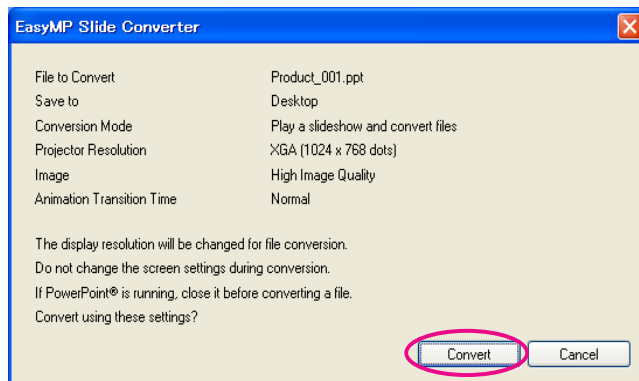 EasyMP Slide Converter
File to Convert Product_001.ppt
Save to Desktop
Conversion Mode Play a slideshow and convert files
Projector Resolution XGA (1024 x 768 dots)
Image High Image Quality
Animation Transition Time Normal
The display resolution will be changed for file conversion.
Do not change the screen settings during conversion.
If PowerPoint® is running, close it before converting a file.
Convert using these settings?
Convert Cancel